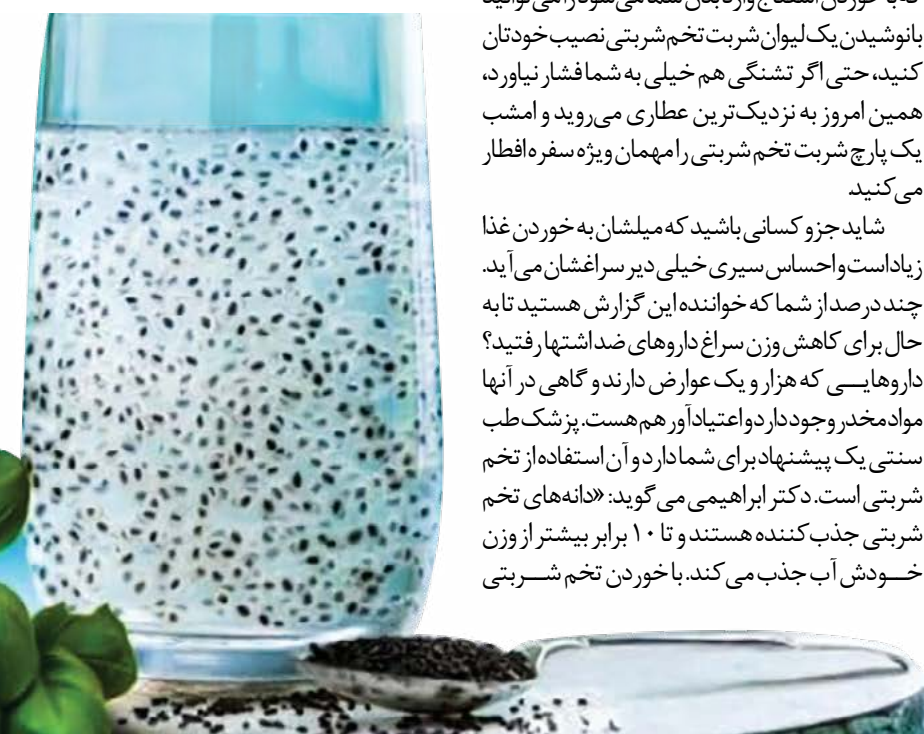 که با خوردن اسفناج وارد بدن شما می‌شود را می‌توانید
با نوشیدن یک لیوان شربت تخم شربتی نصیب خودتان
کنید، حتی اگر تشنگی هم خیلی به شما فشار نیاورد،
همین امروز به نزدیک‌ترین عطاری می‌روید و امشب
یک پارچ شربت تخم شربتی را مهمان ویژه سفره افطار
می‌کنید.
شاید جزو کسانی باشید که میلشان به خوردن غذا
زیاد است و احساس سیری خیلی دیر سراغشان می‌آید.
چند درصد از شما که خواننده این گزارش هستید تا به
حال برای کاهش وزن سراغ داروهای ضد اشتها رفتید؟
داروهایـــی که هزار و یک عوارض دارند و گاهی در آنها
مواد مخدر وجود دارد و اعتیادآور هم هست. پزشک طب
سنتی یک پیشنهاد برای شما دارد و آن استفاده از تخم
شربتی است. دکتر ابراهیمی می گوید: «دانه‌های تخم
شربتی جذب کننده هستند و تا ۱۰ برابر بیشتر از وزن
خـــودش آب جذب می کند. با خوردن تخم شـــربتی